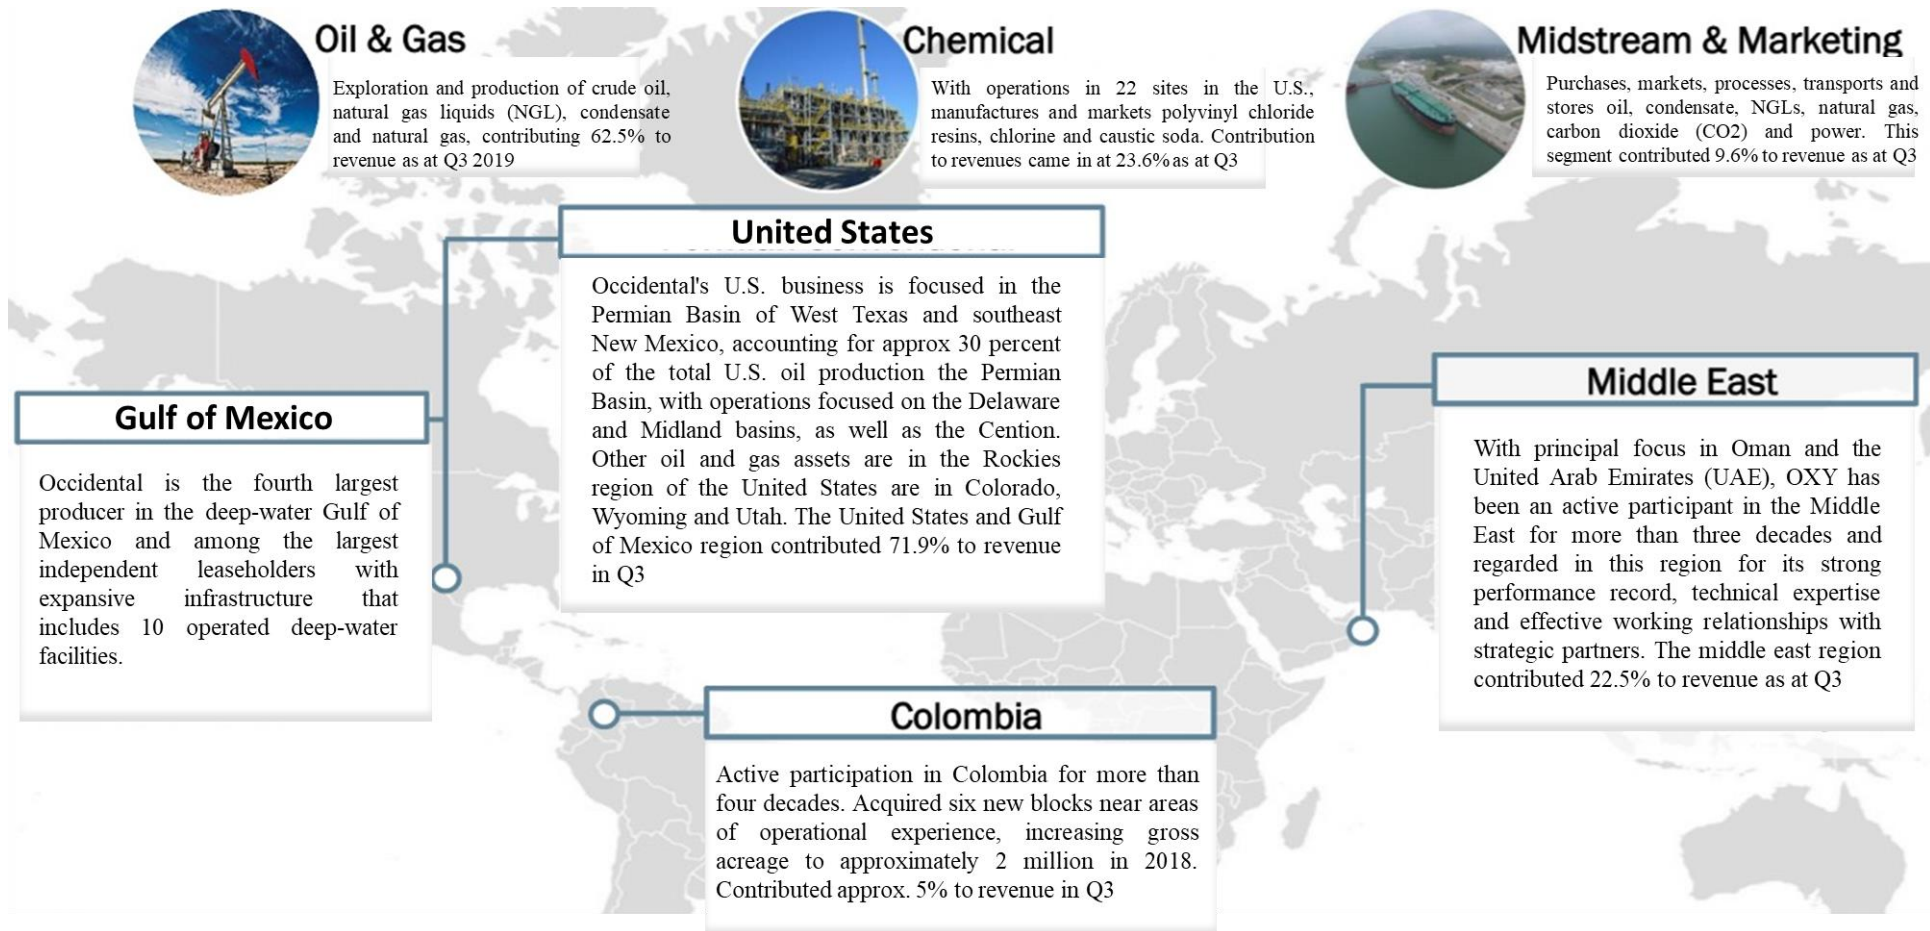 Oil & Gas
Exploration and production of crude oil,
natural gas liquids (NGL), condensate
and natural gas, contributing 62.5% to
revenue as at Q3 2019
Chemical
With operations in 22 sites in the U.S.,
manufactures and markets polyvinyl chloride
resins, chlorine and caustic soda. Contribution
to revenues came in at 23.6% as at Q3
Midstream & Marketing
Purchases, markets, processes, transports and
stores oil, condensate, NGLs, natural gas,
carbon dioxide (CO2) and power. This
segment contributed 9.6% to revenue as at Q3
United States
Occidental's U.S. business is focused in the
Permian Basin of West Texas and southeast
New Mexico, accounting for approx 30 percent
of the total U.S. oil production the Permian
Basin, with operations focused on the Delaware
and Midland basins, as well as the Cention.
Other oil and gas assets are in the Rockies
region of the United States are in Colorado,
Wyoming and Utah. The United States and Gulf
of Mexico region contributed 71.9% to revenue
in Q3
Gulf of Mexico
Occidental is the fourth largest
producer in the deep-water Gulf of
Mexico and among the largest
independent leaseholders with
expansive infrastructure that
includes 10 operated deep-water
facilities.
Middle East
With principal focus in Oman and the
United Arab Emirates (UAE), OXY has
been an active participant in the Middle
East for more than three decades and
regarded in this region for its strong
performance record, technical expertise
and effective working relationships with
strategic partners. The middle east region
contributed 22.5% to revenue as at Q3
Colombia
Active participation in Colombia for more than
four decades. Acquired six new blocks near areas
of operational experience, increasing gross
acreage to approximately 2 million in 2018.
Contributed approx. 5% to revenue in Q3